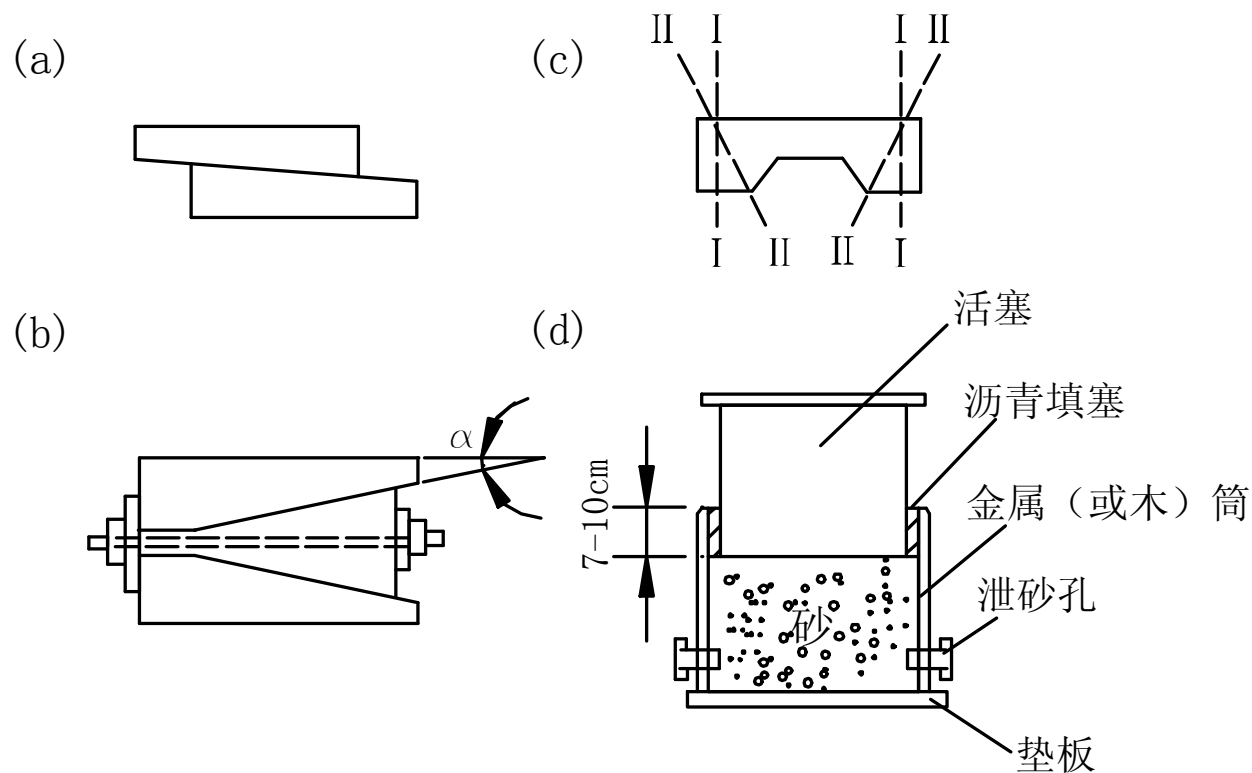 (a)
(c)
II I I II
I II II I
(b)
(d)
α
活塞
沥青填塞
7-10cm
金属（或木）筒
泄砂孔
砂
垫板